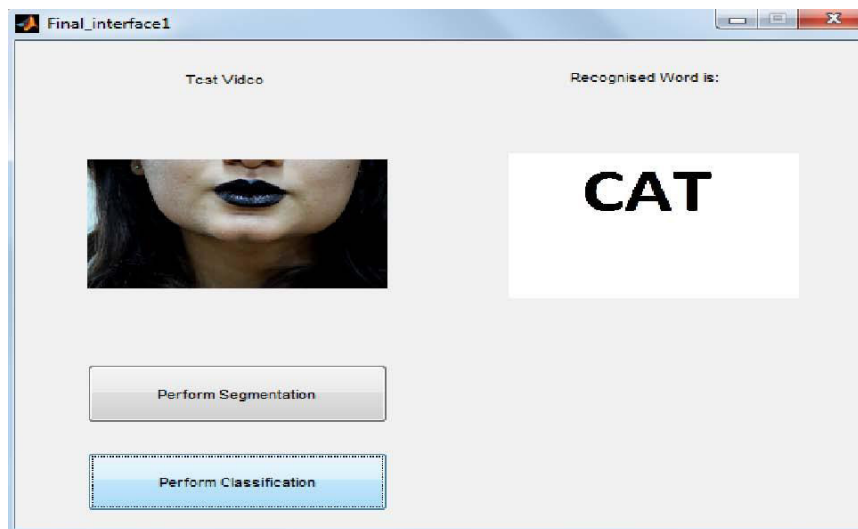 Final_interface1
Test Video
Recognised Word is:
CAT
Perform Segmentation
Perform Classification